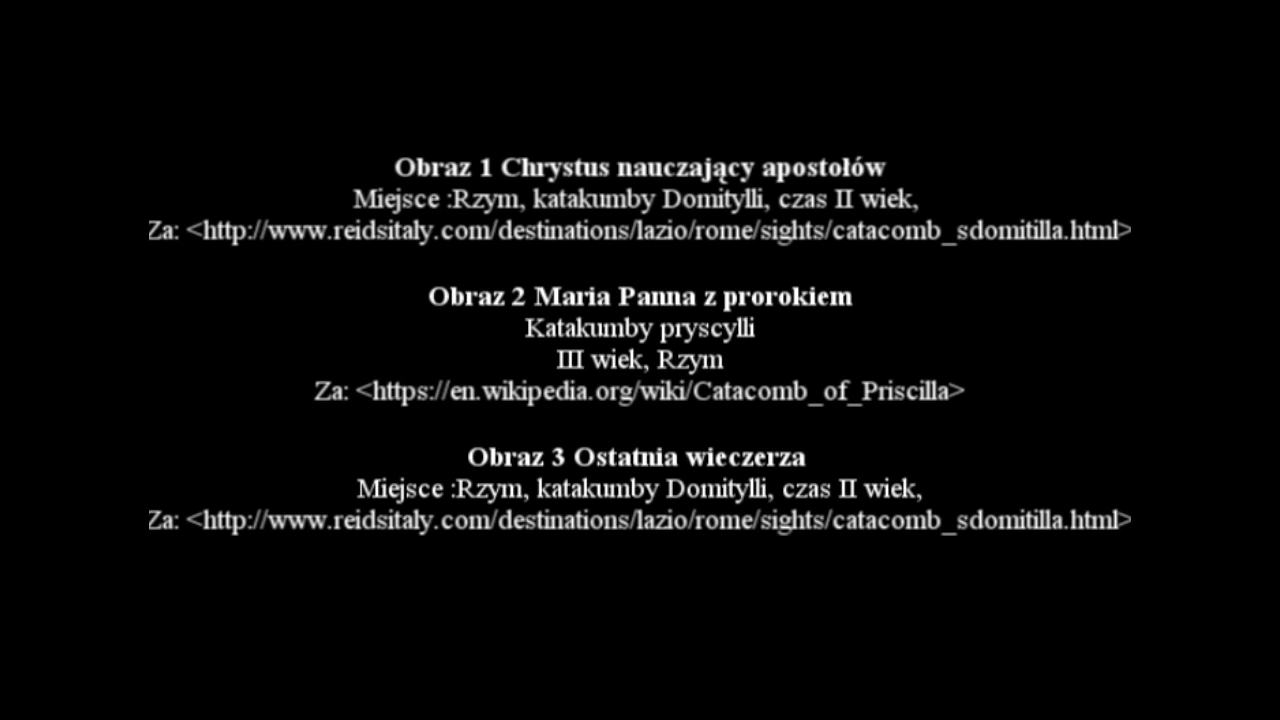 Obraz 1 Chrystus nauczający apostołów
Miejsce :Rzym, katakumby Domitylli, czas II wiek,
Za: <http://www.reidsitaly.com/destinations/lazio/rome/sights/catacomb_sdomitilla.html>
Obraz 2 Maria Panna z prorokiem
Katakumby pryscylli
III wiek, Rzym
Za: <https://en.wikipedia.org/wiki/Catacomb_of_Priscilla>
Obraz 3 Ostatnia wieczerza
Miejsce :Rzym, katakumby Domitylli, czas II wiek,
Za: <http://www.reidsitaly.com/destinations/lazio/rome/sights/catacomb_sdomitilla.html>